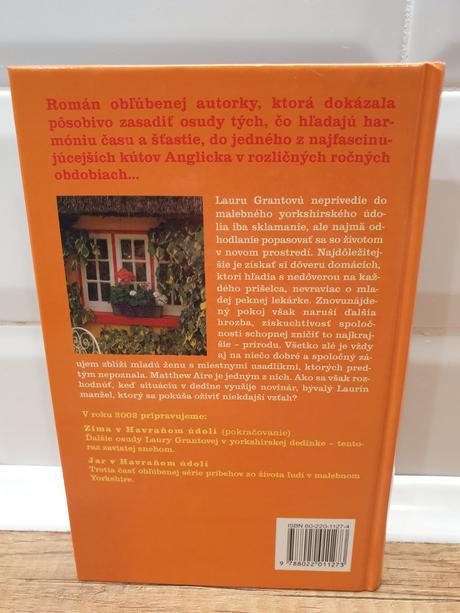 Román obľúbenej autorky, ktorá dokázala
pôsobivo zasadiť osudy tých, čo hľadajú har-
móniu času a šťastie, do jedného z najfascinu-
júcejších kútov Anglicka v rozličných ročných
obdobiach...
Lauru Grantovú neprivedie do
malebného yorkshirského údo-
lia iba sklamanie, ale najmä od-
hodlanie popasovať sa so životom
v novom prostredí. Najdôležitej-
šie je získať si dôveru domácich,
ktorí hľadia s nedôverou na kaž-
dého prišelca, nevraviac o mla-
dej peknej lekárke. Znovunájde-
ný pokoj však naruší ďalšia
hrozba, ziskuchtivosť spoloč-
nosti schopnej zničiť to najkraj-
šie – prírodu. Všetko zlé je vždy
aj na niečo dobré a spoločný zá-
ujem zblíži mladú ženu s miestnymi usadlíkmi, ktorých pred-
tým nepoznala. Matthew Aire je jedným z nich. Ako sa však roz-
hodnúť, keď situáciu v dedine využije novinár, bývalý Laurin
manžel, ktorý sa pokúša oživiť niekdajší vzťah?
V roku 2002 pripravujeme:
Zima v Havraňom údolí (pokračovanie)
Ďalšie osudy Laury Grantovej v yorkshirskej dedinke – tento-
raz zaviatej snehom.
Jar v Havraňom údolí
Tretia časť obľúbenej série príbehov zo života ľudí v malebnom
Yorkshire.
ISBN 80-220-1127-4
9 788022 011273